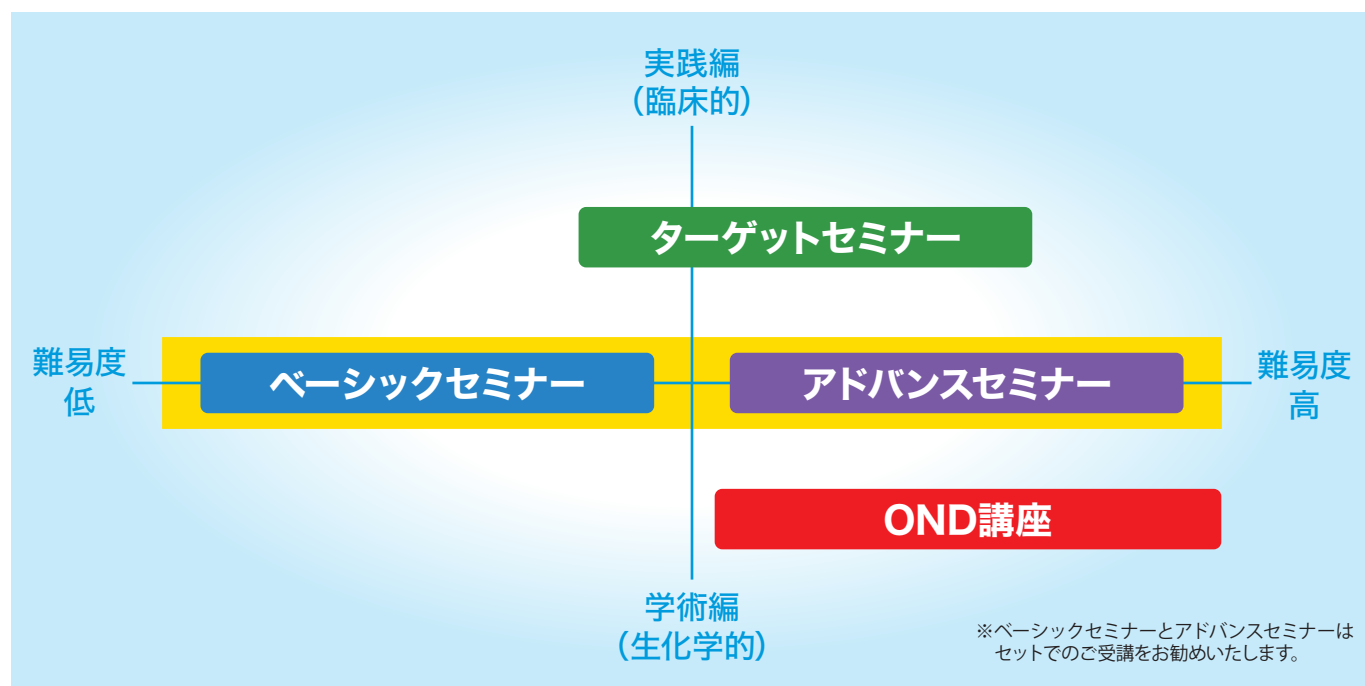 実践編
（臨床的）
ターゲットセミナー
難易度
低
ベーシックセミナー
アドバンスセミナー
難易度
高
OND講座
学術編
（生化学的）
※ベーシックセミナーとアドバンスセミナーは
セットでのご受講をお勧めいたします。